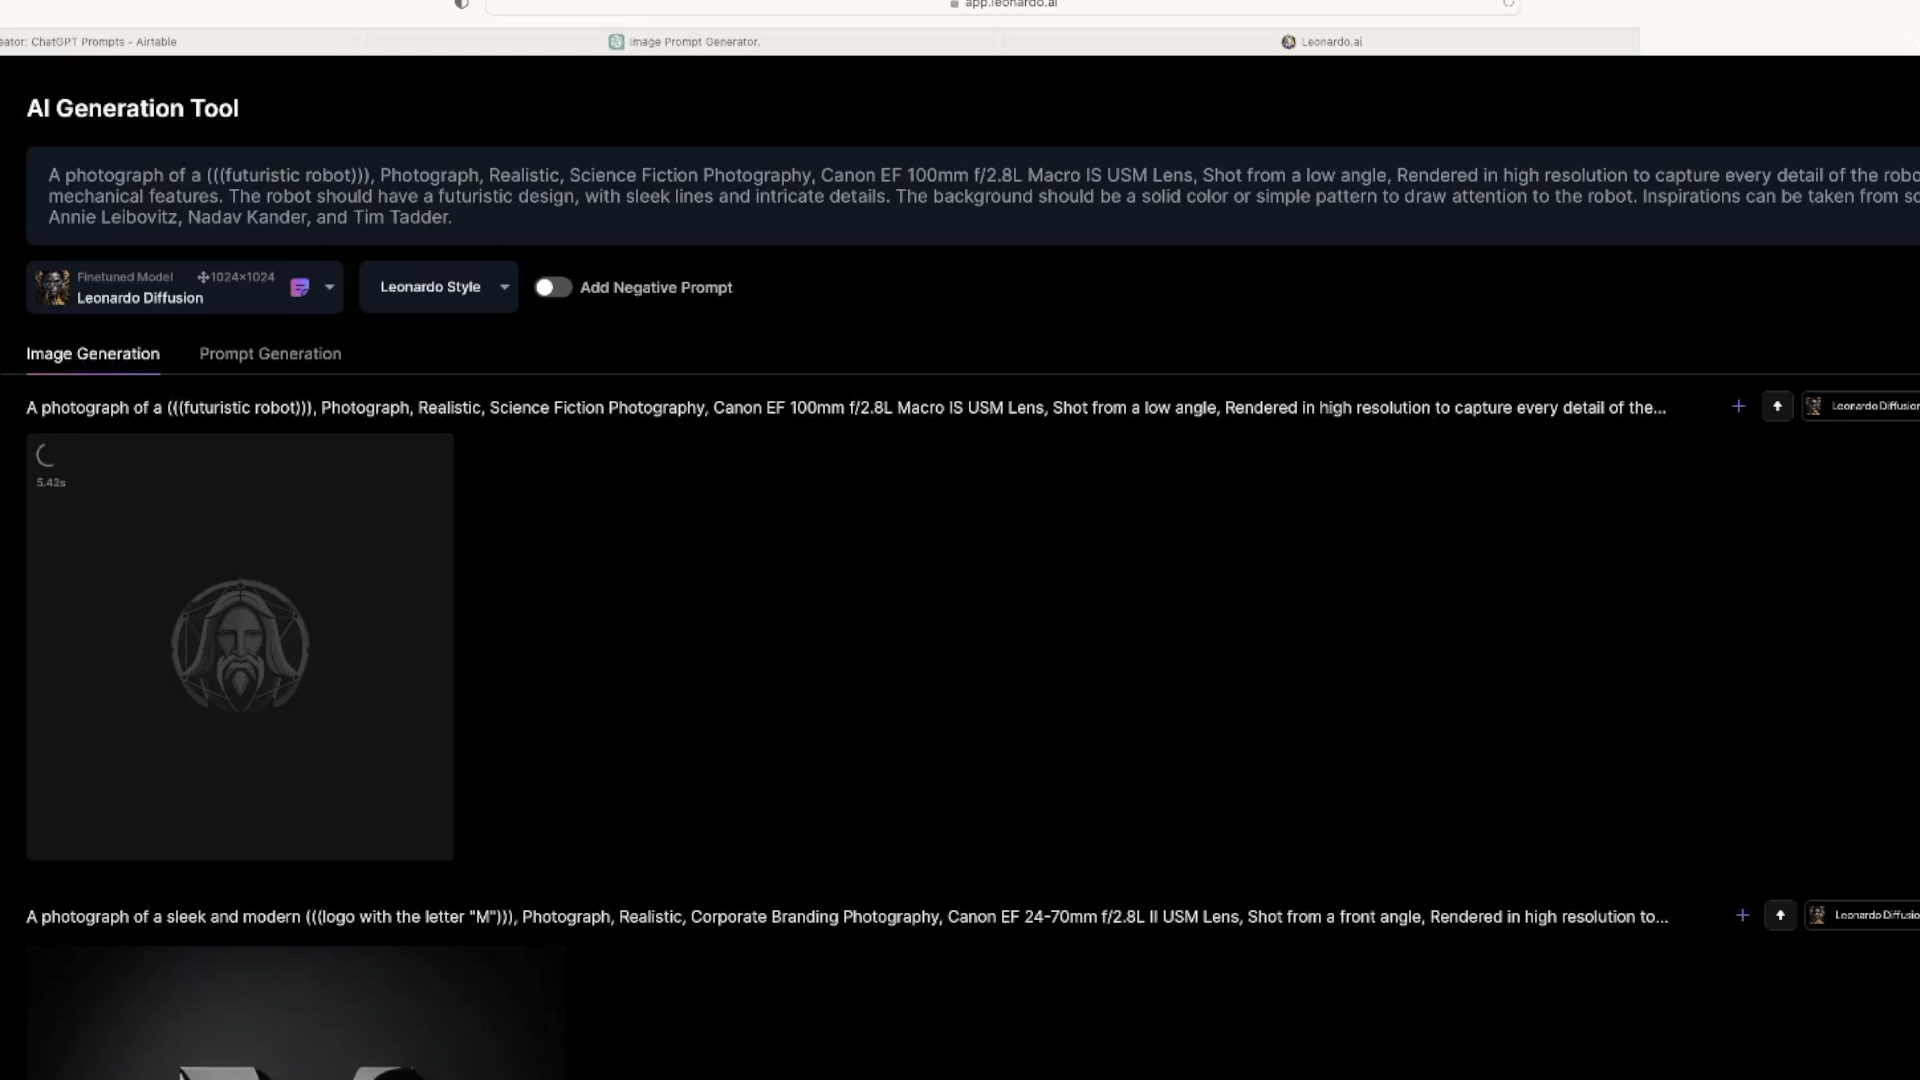 app.leonardo.ai
ChatGPT Prompts - Airtable
Image Prompt Generator.
Leonardo.ai
AI Generation Tool
A photograph of a (((futuristic robot))), Photograph, Realistic, Science Fiction Photography, Canon EF 100mm f/2.8L Macro IS USM Lens, Shot from a low angle, Rendered in high resolution to capture every detail of the
mechanical features. The robot should have a futuristic design, with sleek lines and intricate details. The background should be a solid color or simple pattern to draw attention to the robot. Inspirations can be taken from
Annie Leibovitz, Nadav Kander, and Tim Tadder.
Finetuned Model 1024×1024
Leonardo Diffusion
Leonardo Style
Add Negative Prompt
Image Generation Prompt Generation
A photograph of a (((futuristic robot))), Photograph, Realistic, Science Fiction Photography, Canon EF 100mm f/2.8L Macro IS USM Lens, Shot from a low angle, Rendered in high resolution to capture every detail of the...
Leonardo Diffusion
5.42s
A photograph of a sleek and modern (((logo with the letter "M"))), Photograph, Realistic, Corporate Branding Photography, Canon EF 24-70mm f/2.8L II USM Lens, Shot from a front angle, Rendered in high resolution to...
Leonardo Diffusio